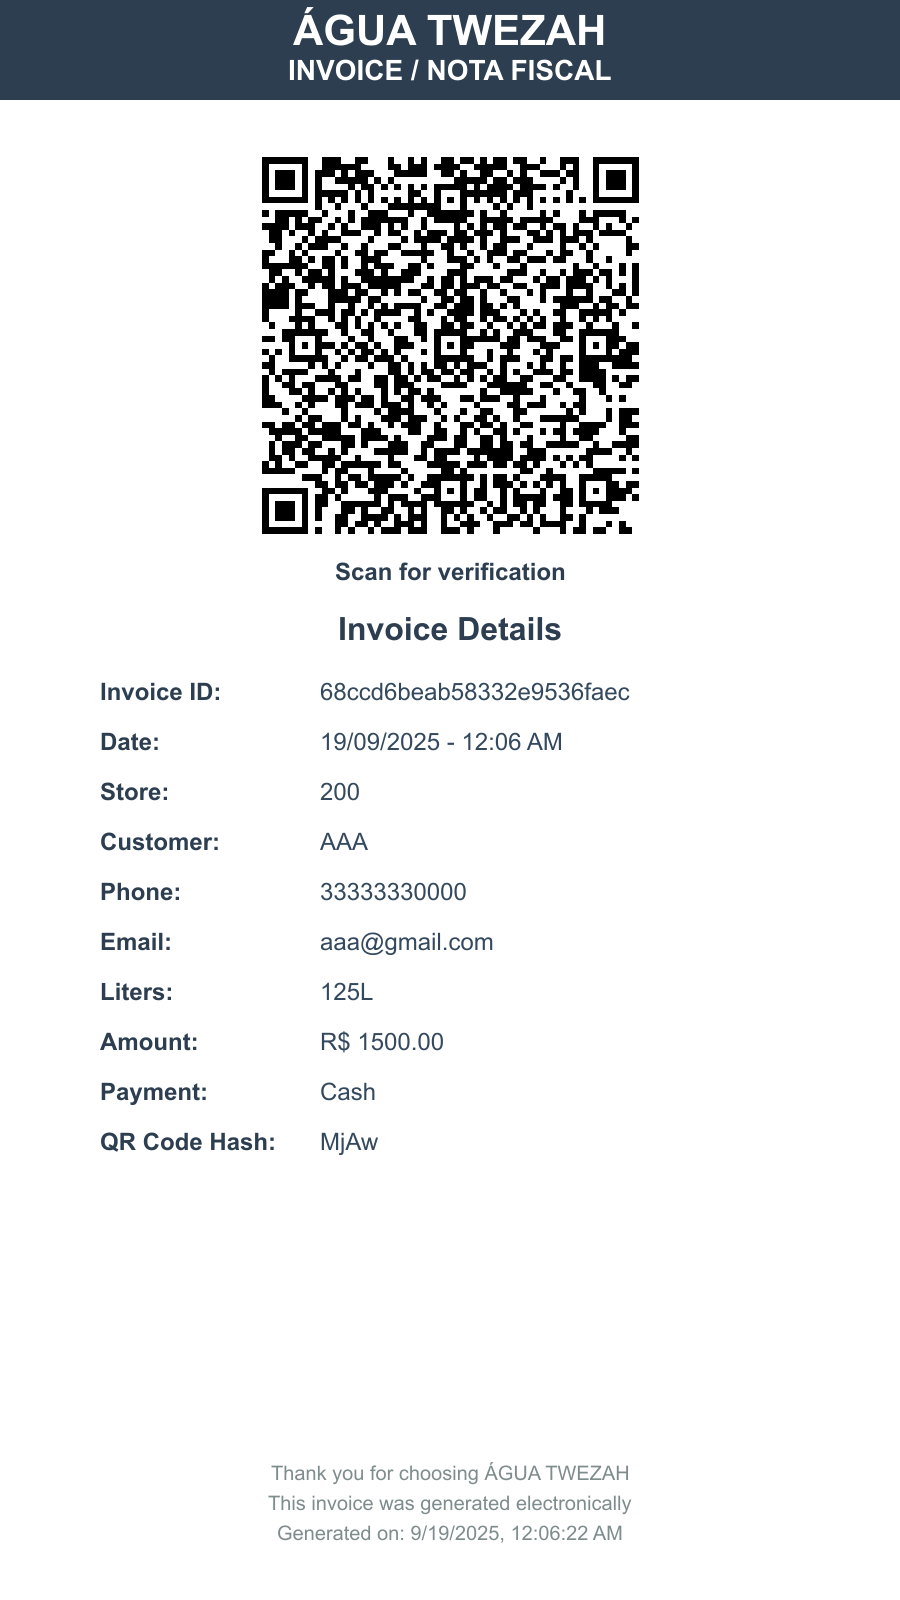 ÁGUA TWEZAH
INVOICE / NOTA FISCAL
Scan for verification
Invoice Details
Invoice ID: 68ccd6beab58332e9536faec
Date: 19/09/2025 - 12:06 AM
Store: 200
Customer: AAA
Phone: 33333330000
Email: aaa@gmail.com
Liters: 125L
Amount: R$ 1500.00
Payment: Cash
QR Code Hash: MjAw
Thank you for choosing ÁGUA TWEZAH
This invoice was generated electronically
Generated on: 9/19/2025, 12:06:22 AM